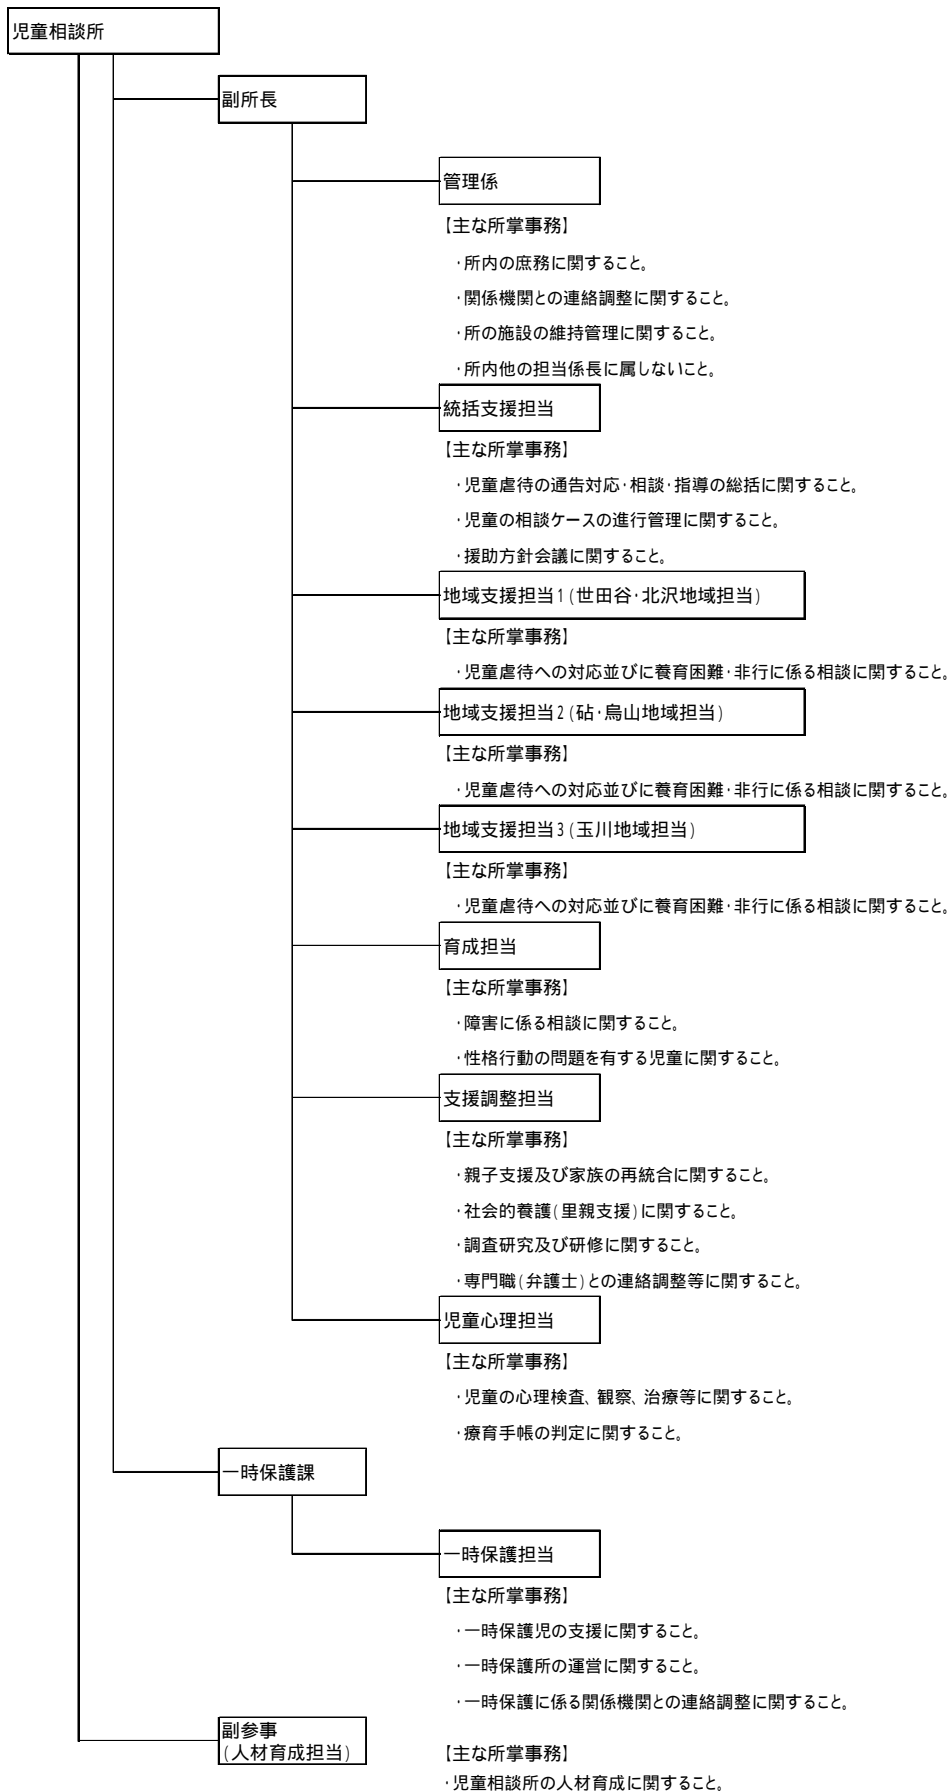 児童相談所
副所長
管理係
【主な所掌事務】
・所内の庶務に関すること。
・関係機関との連絡調整に関すること。
・所の施設の維持管理に関すること。
・所内他の担当係長に属しないこと。
統括支援担当
【主な所掌事務】
・児童虐待の通告対応・相談・指導の総括に関すること。
・児童の相談ケースの進行管理に関すること。
・援助方針会議に関すること。
地域支援担当1(世田谷・北沢地域担当)
【主な所掌事務】
・児童虐待への対応並びに養育困難・非行に係る相談に関すること。
地域支援担当2(砧・烏山地域担当)
【主な所掌事務】
・児童虐待への対応並びに養育困難・非行に係る相談に関すること。
地域支援担当3(玉川地域担当)
【主な所掌事務】
・児童虐待への対応並びに養育困難・非行に係る相談に関すること。
育成担当
【主な所掌事務】
・障害に係る相談に関すること。
・性格行動の問題を有する児童に関すること。
支援調整担当
【主な所掌事務】
・親子支援及び家族の再統合に関すること。
・社会的養護(里親支援)に関すること。
・調査研究及び研修に関すること。
・専門職(弁護士)との連絡調整等に関すること。
児童心理担当
【主な所掌事務】
・児童の心理検査、観察、治療等に関すること。
・療育手帳の判定に関すること。
一時保護課
一時保護担当
【主な所掌事務】
・一時保護児の支援に関すること。
・一時保護所の運営に関すること。
・一時保護に係る関係機関との連絡調整に関すること。
副参事
(人材育成担当)
【主な所掌事務】
・児童相談所の人材育成に関すること。